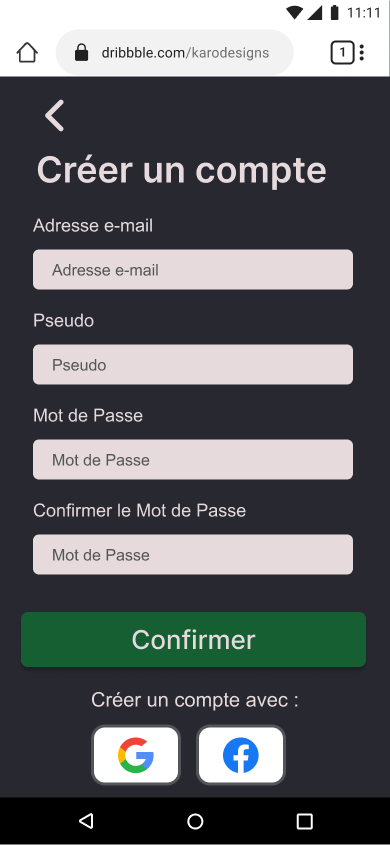 11:11
dribbble.com/karodesigns
1
Créer un compte
Adresse e-mail
Adresse e-mail
Pseudo
Pseudo
Mot de Passe
Mot de Passe
Confirmer le Mot de Passe
Mot de Passe
Confirmer
Créer un compte avec :